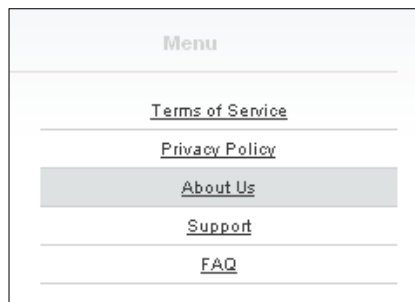 Menu
Terms of Service
Privacy Policy
About Us
Support
FAQ